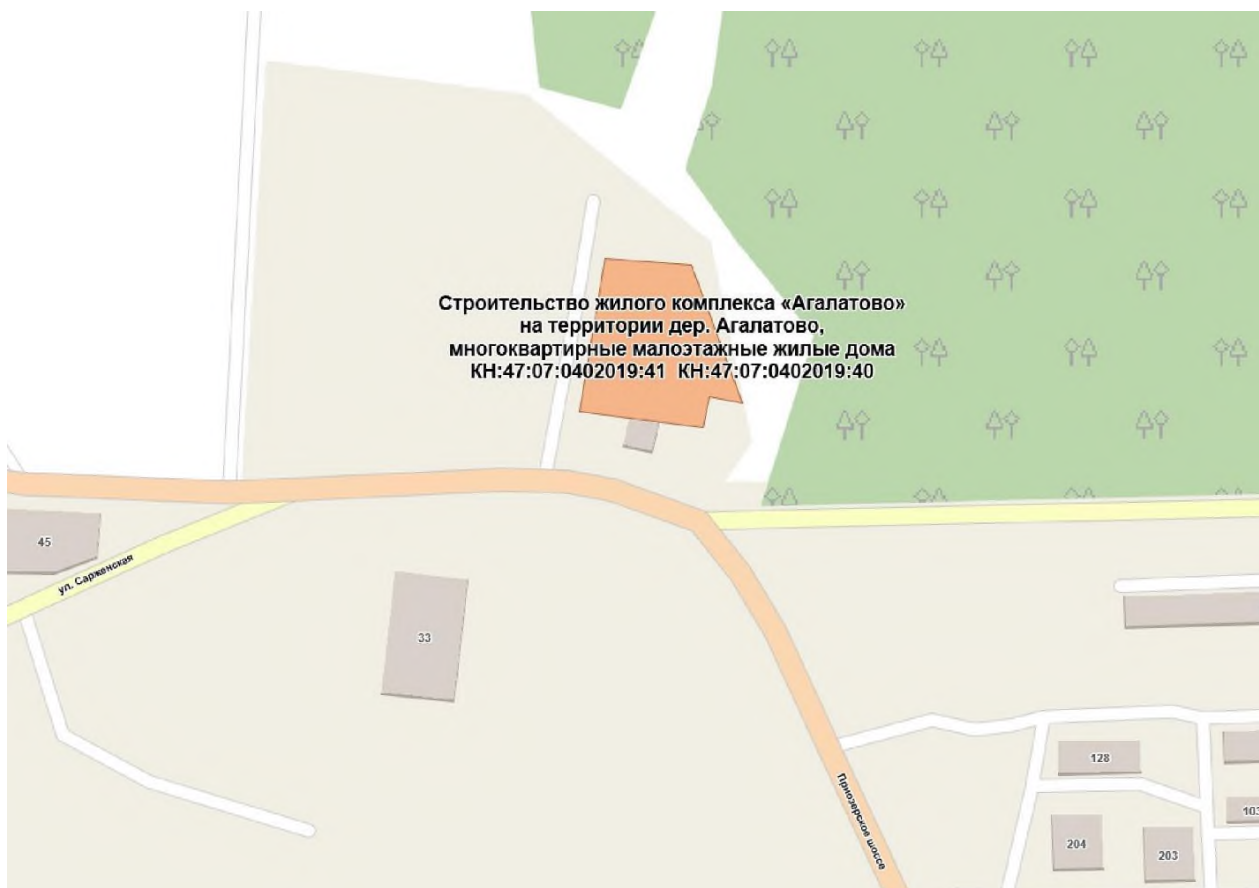 Строительство жилого комплекса «Агалатово»
на территории дер. Агалатово,
многоквартирные малоэтажные жилые дома
КН:47:07:0402019:41 КН:47:07:0402019:40
45
ул. Сарженская
33
Приозерское шоссе
128
103
204
203